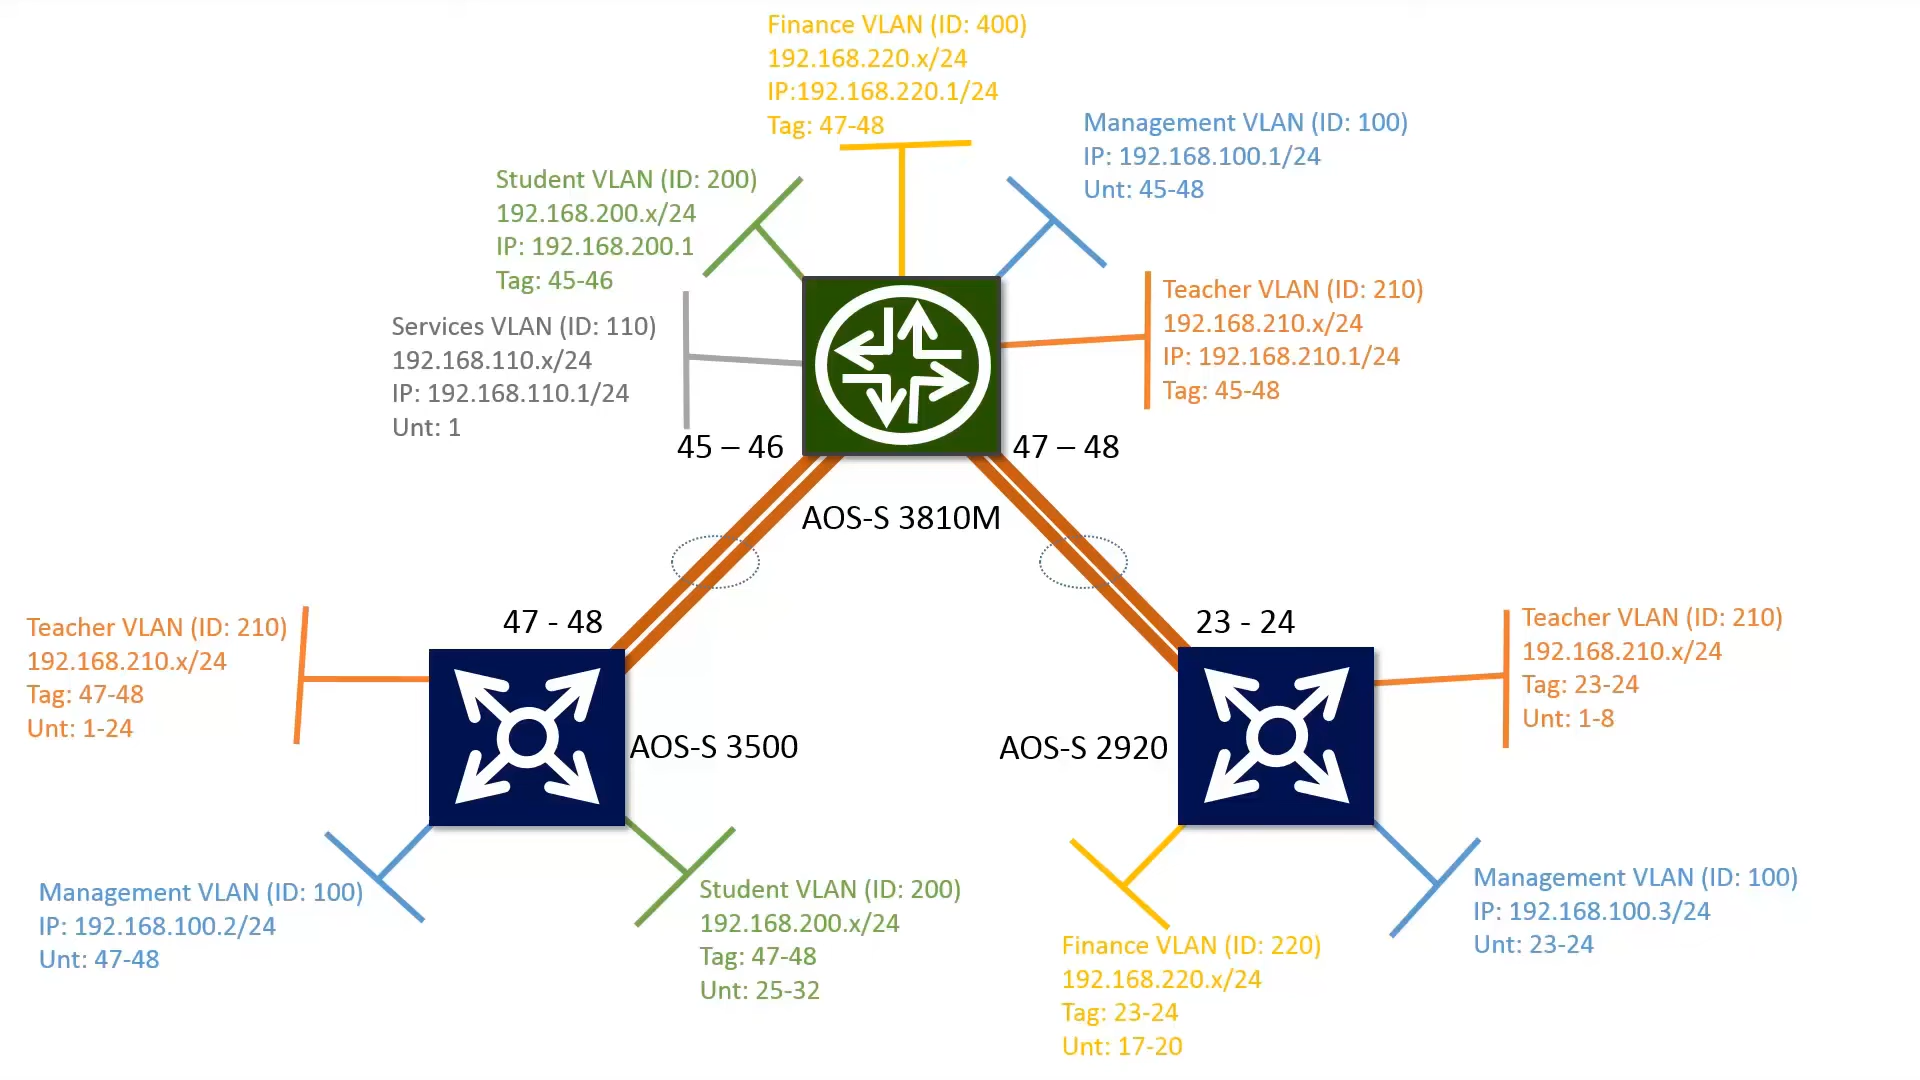 Finance VLAN (ID: 400)
192.168.220.x/24
IP:192.168.220.1/24
Tag: 47-48
Management VLAN (ID: 100)
IP: 192.168.100.1/24
Unt: 45-48
Student VLAN (ID: 200)
192.168.200.x/24
IP: 192.168.200.1
Tag: 45-46
Teacher VLAN (ID: 210)
192.168.210.x/24
IP: 192.168.210.1/24
Tag: 45-48
Services VLAN (ID: 110)
192.168.110.x/24
IP: 192.168.110.1/24
Unt: 1
45 – 46
47 – 48
AOS-S 3810M
47 - 48
23 - 24
Teacher VLAN (ID: 210)
192.168.210.x/24
Tag: 47-48
Unt: 1-24
AOS-S 3500
AOS-S 2920
Teacher VLAN (ID: 210)
192.168.210.x/24
Tag: 23-24
Unt: 1-8
Management VLAN (ID: 100)
IP: 192.168.100.2/24
Unt: 47-48
Student VLAN (ID: 200)
192.168.200.x/24
Tag: 47-48
Unt: 25-32
Finance VLAN (ID: 220)
192.168.220.x/24
Tag: 23-24
Unt: 17-20
Management VLAN (ID: 100)
IP: 192.168.100.3/24
Unt: 23-24